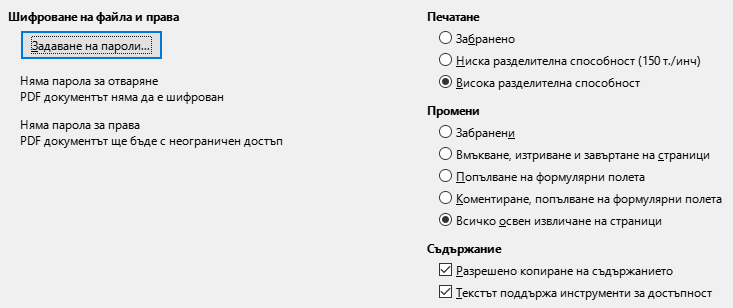 Шифроване на файла и права
Задаване на пароли...
Няма парола за отваряне
PDF документът няма да е шифрован
Няма парола за права
PDF документът ще бъде с неограничен достъп
Печатане
Забранено
Ниска разделителна способност (150 т./инч)
Висока разделителна способност
Промени
Забранени
Вмъкване, изтриване и завъртане на страници
Попълване на формулярни полета
Коментиране, попълване на формулярни полета
Всичко освен извличане на страници
Съдържание
Разрешено копиране на съдържанието
Текстът поддържа инструменти за достъпност